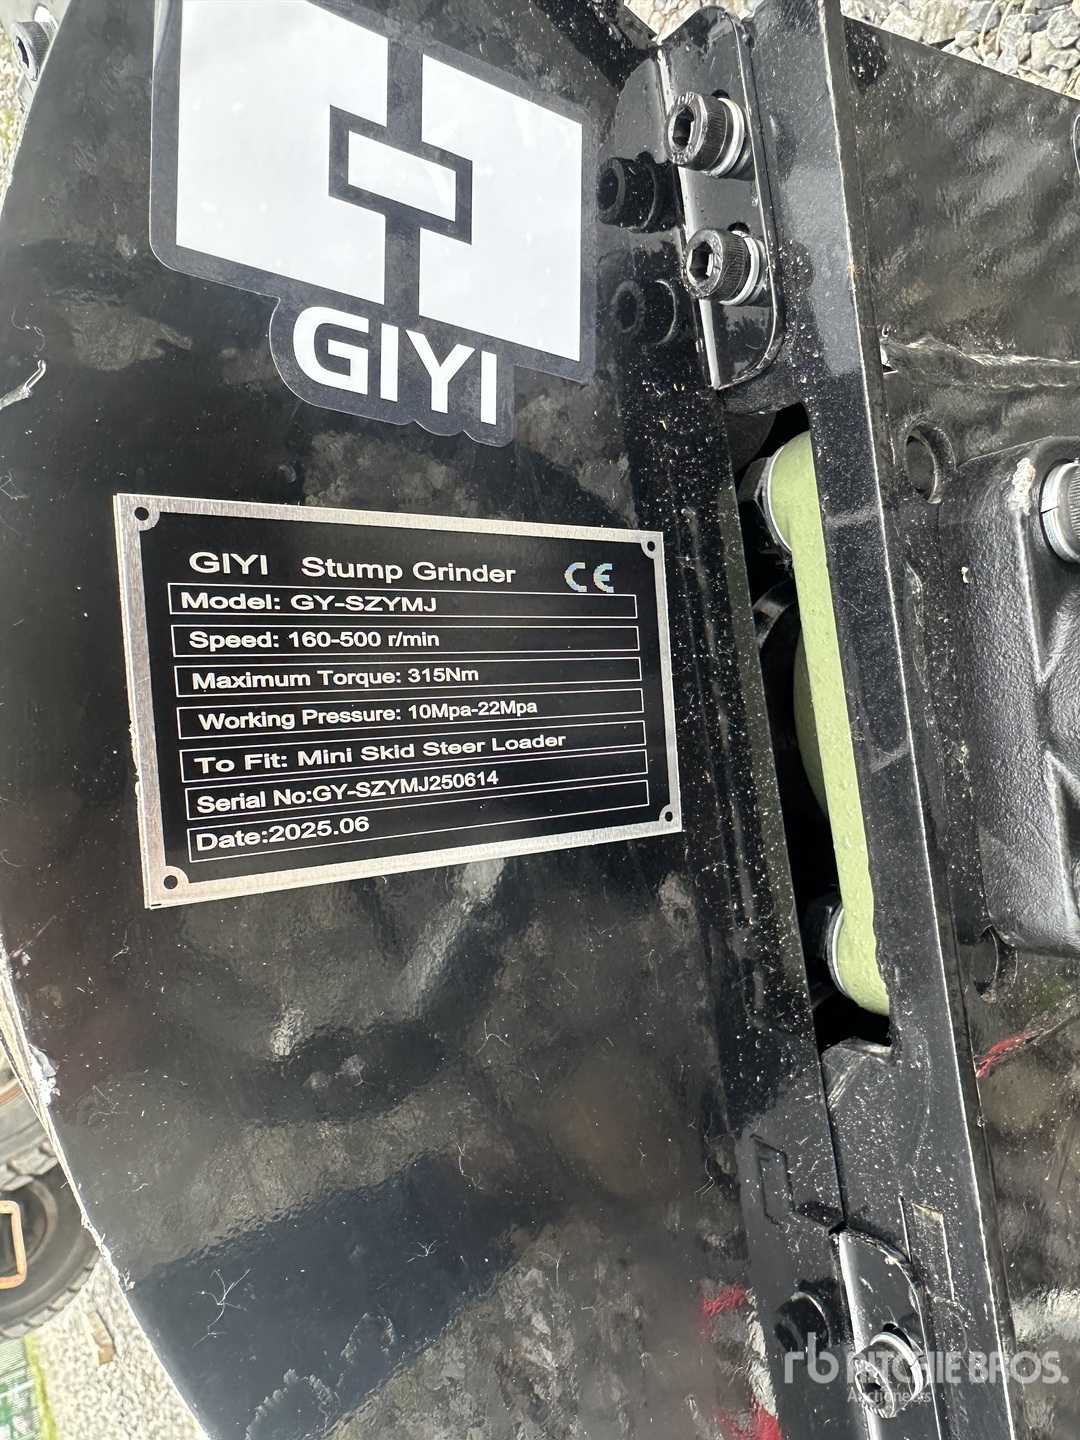 GIYI
GIYI Stump Grinder CE
Model: GY-SZYMJ
Speed: 160-500 r/min
Maximum Torque: 315Nm
Working Pressure: 10Mpa-22Mpa
To Fit: Mini Skid Steer Loader
Serial No:GY-SZYMJ250614
Date:2025.06
rb RITCHIE BROS.
Auctioneers